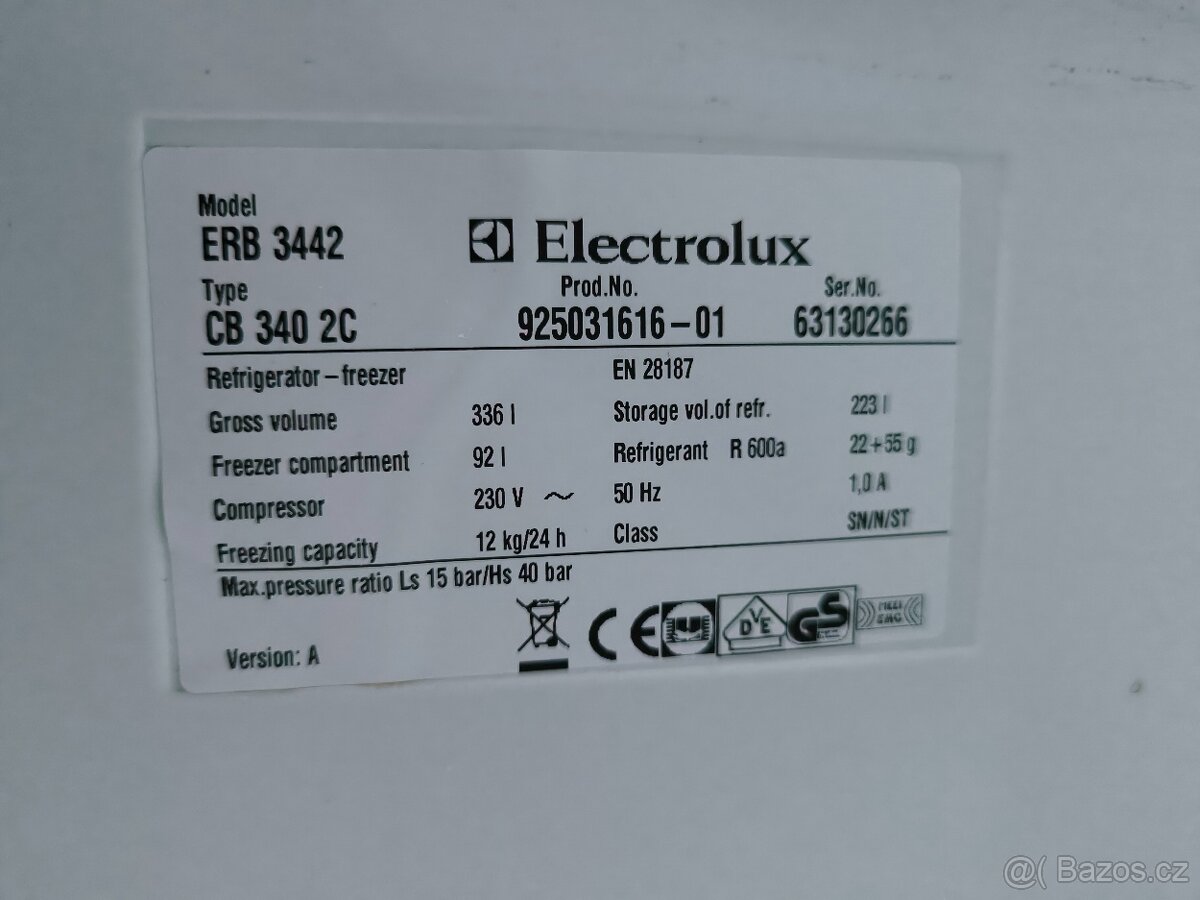 Model
ERB 3442
Electrolux
Type
Prod.No.
Ser.No.
CB 340 2C
925031616-01
63130266
Refrigerator-freezer
EN 28187
Gross volume 336 l
Storage vol.of refr. 223 l
Freezer compartment 92 l
Refrigerant R 600a 22+55 g
Compressor 230 V ~
50 Hz 1,0 A
Freezing capacity 12 kg/24 h
Class SN/N/ST
Max.pressure ratio Ls 15 bar/Hs 40 bar
CE
DVE
GS
EMC
Version: A
@( Bazos.cz